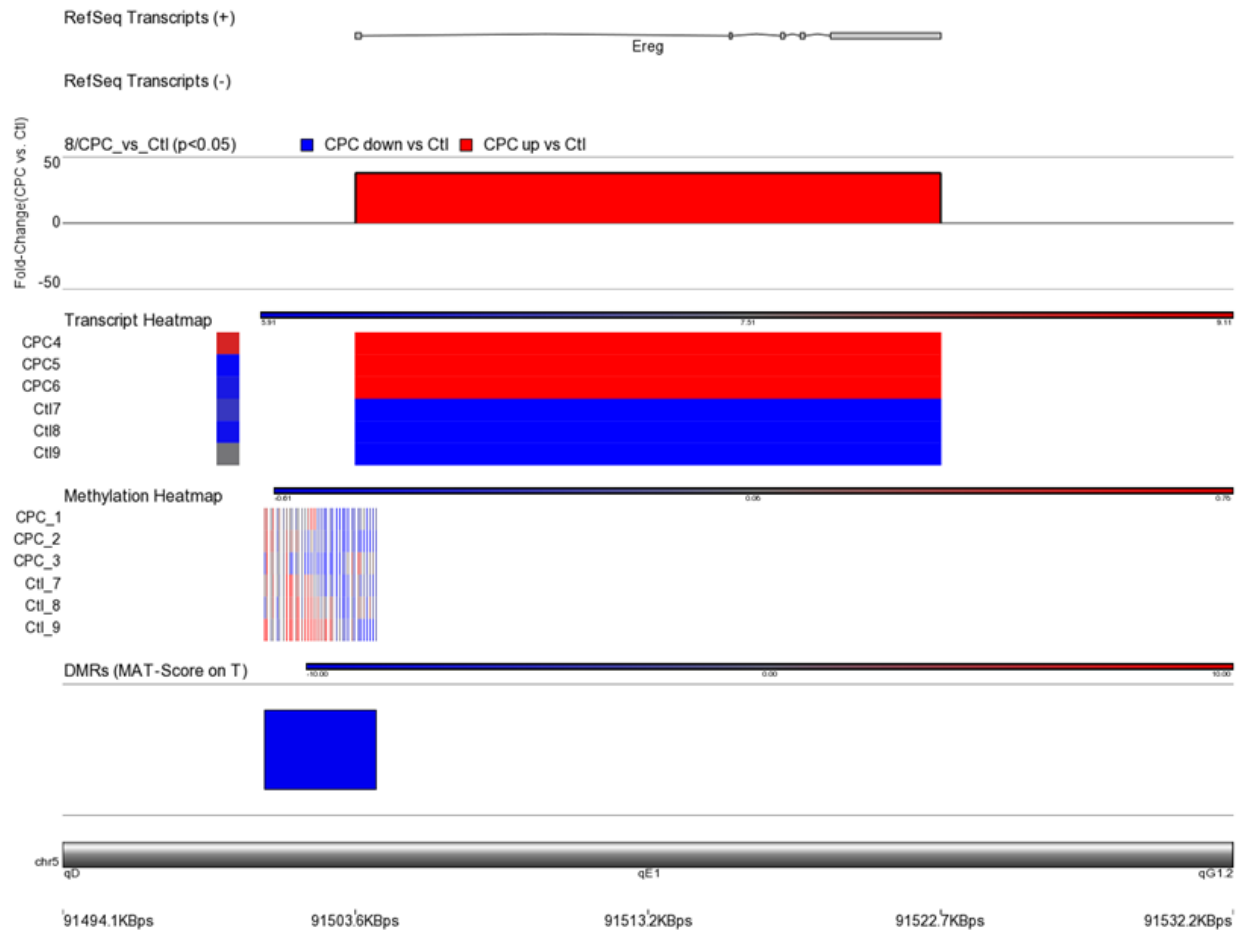 RefSeq Transcripts (+)
Ereg
RefSeq Transcripts (-)
8/CPC_vs_Ctl (p<0.05) CPC down vs Ctl CPC up vs Ctl
Fold-Change(CPC vs. Ctl)
50
0
-50
Transcript Heatmap
5.91 7.51 9.11
CPC4
CPC5
CPC6
Ctl7
Ctl8
Ctl9
Methylation Heatmap
-0.61 0.06 0.76
CPC_1
CPC_2
CPC_3
Ctl_7
Ctl_8
Ctl_9
DMRs (MAT-Score on T)
-10.00 0.00 10.00
chr5
qD qE1 qG1.2
91494.1KBps 91503.6KBps 91513.2KBps 91522.7KBps 91532.2KBps